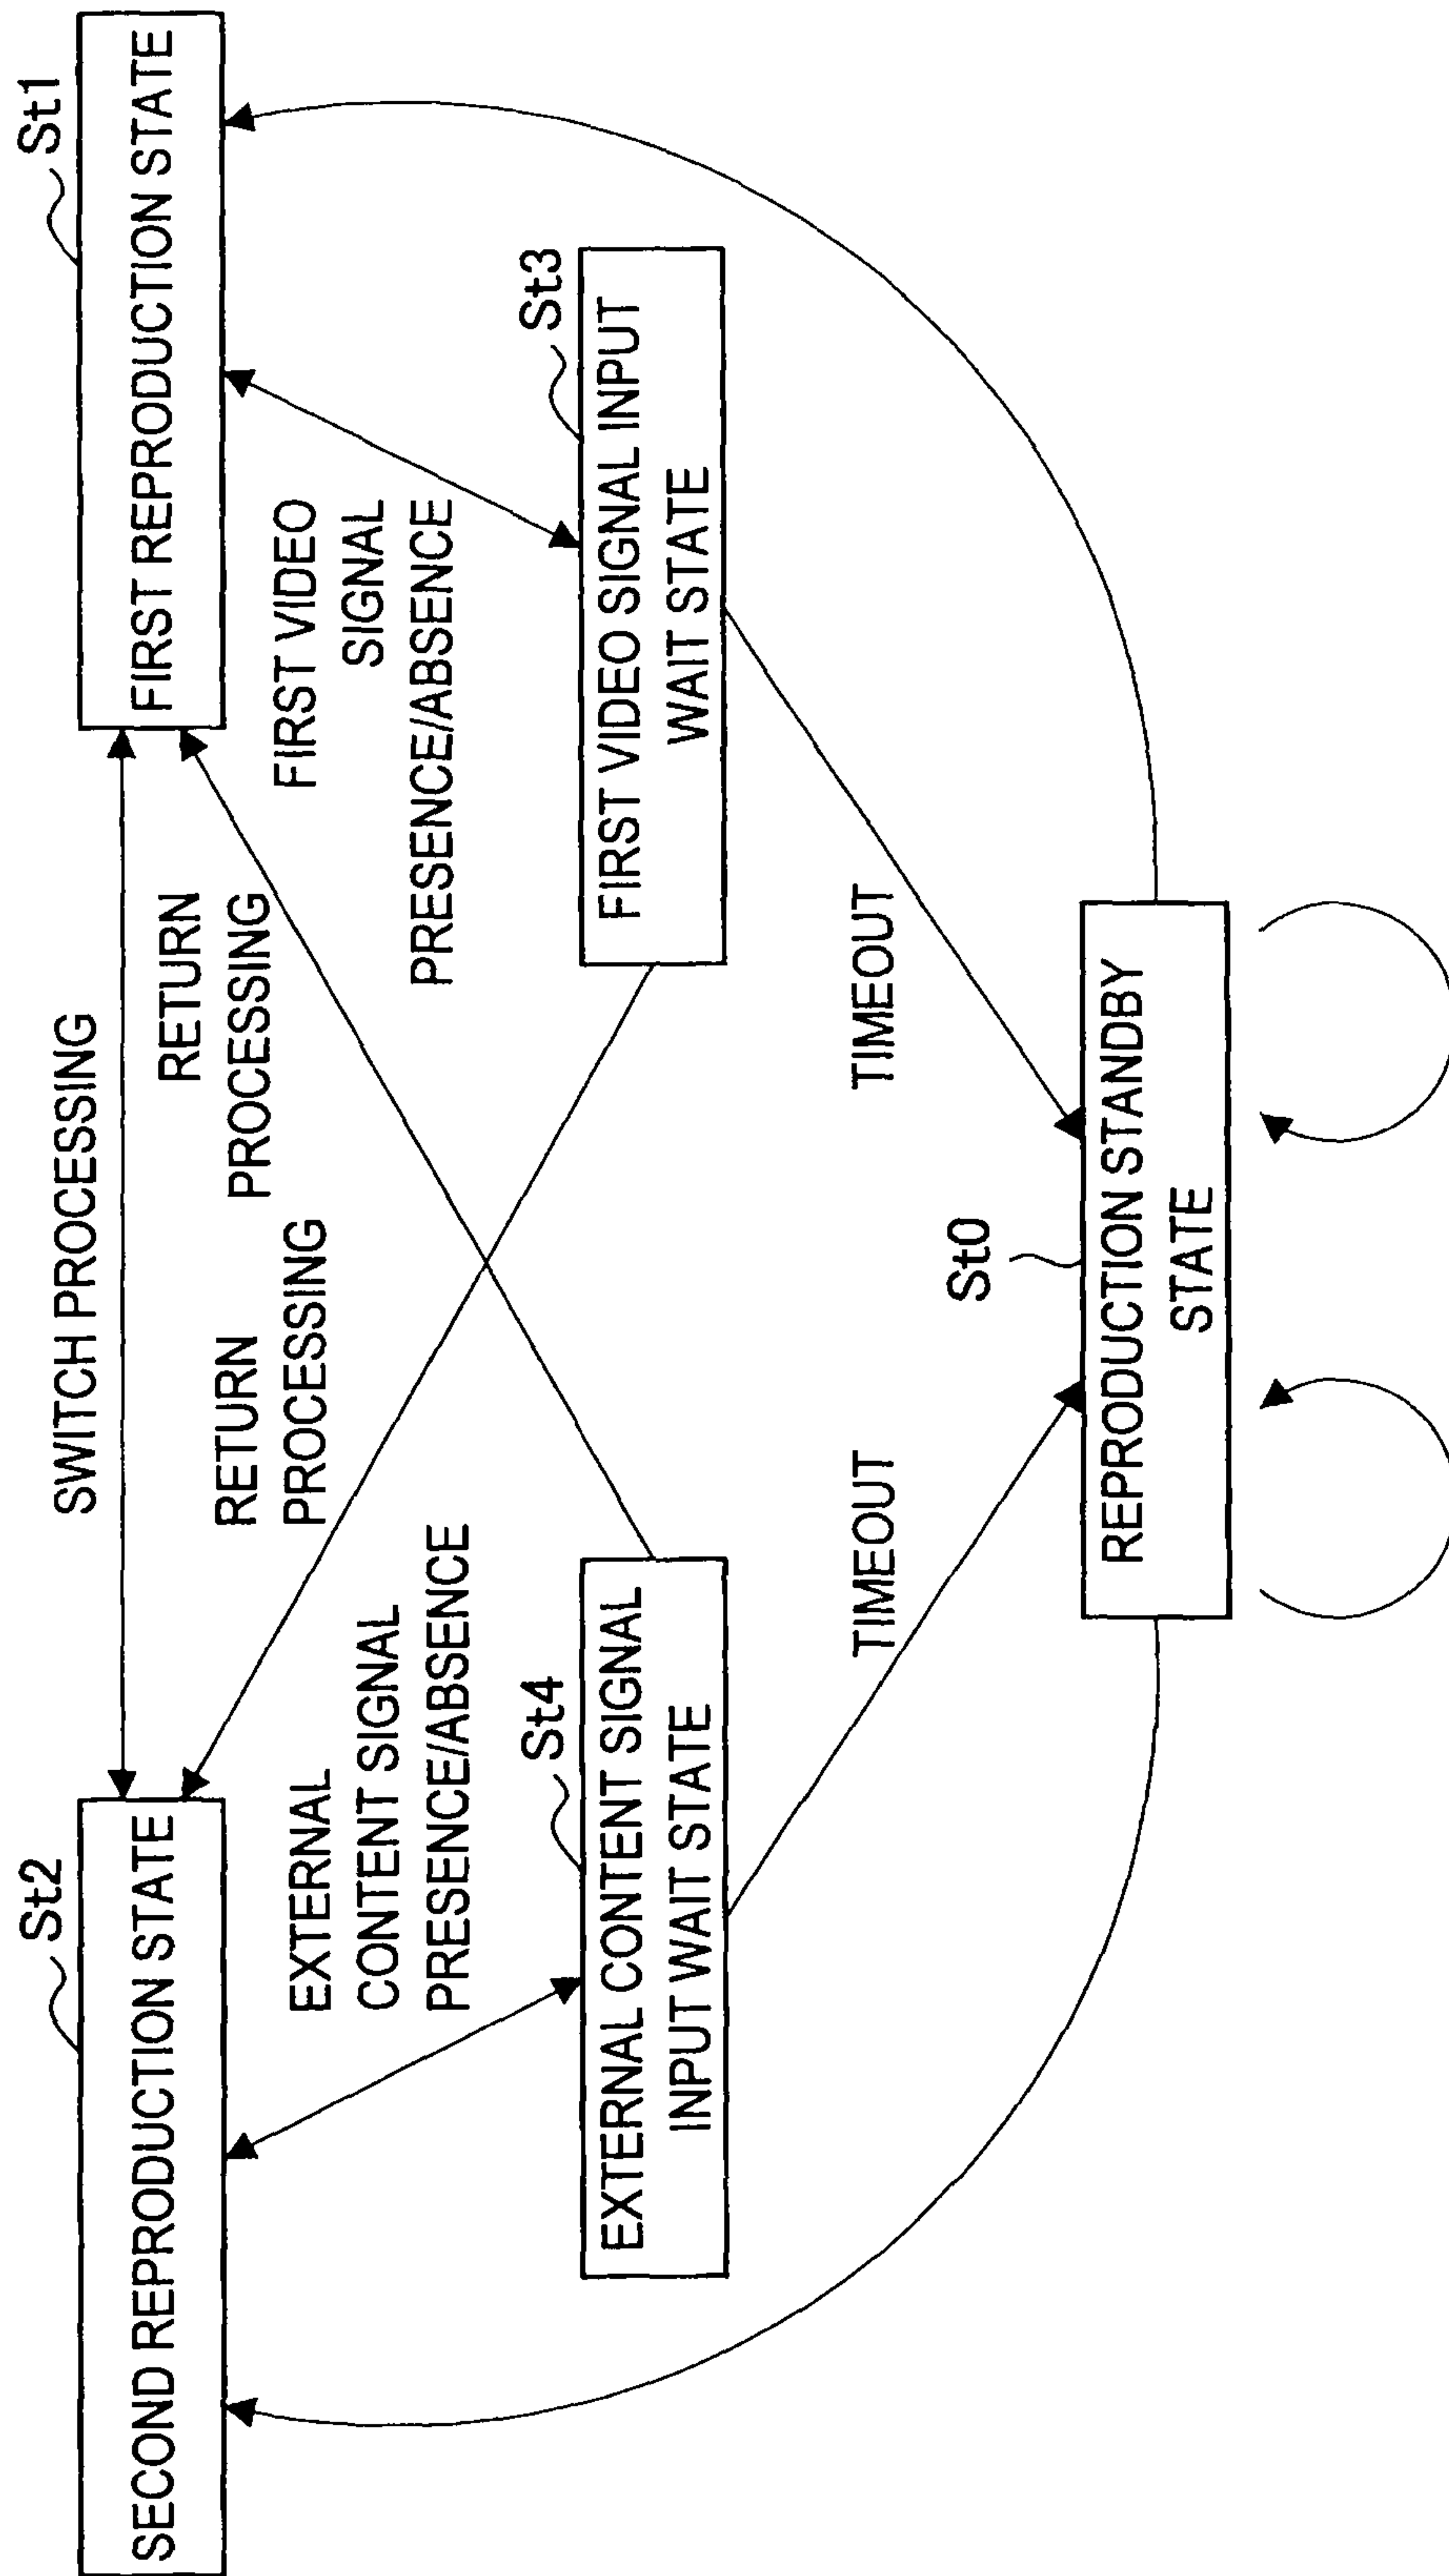 St2
SECOND REPRODUCTION STATE
SWITCH PROCESSING
St1
FIRST REPRODUCTION STATE
RETURN
PROCESSING
RETURN
PROCESSING
EXTERNAL
CONTENT SIGNAL
PRESENCE/ABSENCE
FIRST VIDEO
SIGNAL
PRESENCE/ABSENCE
St4
EXTERNAL CONTENT SIGNAL
INPUT WAIT STATE
St3
FIRST VIDEO SIGNAL INPUT
WAIT STATE
TIMEOUT
TIMEOUT
St0
REPRODUCTION STANDBY
STATE